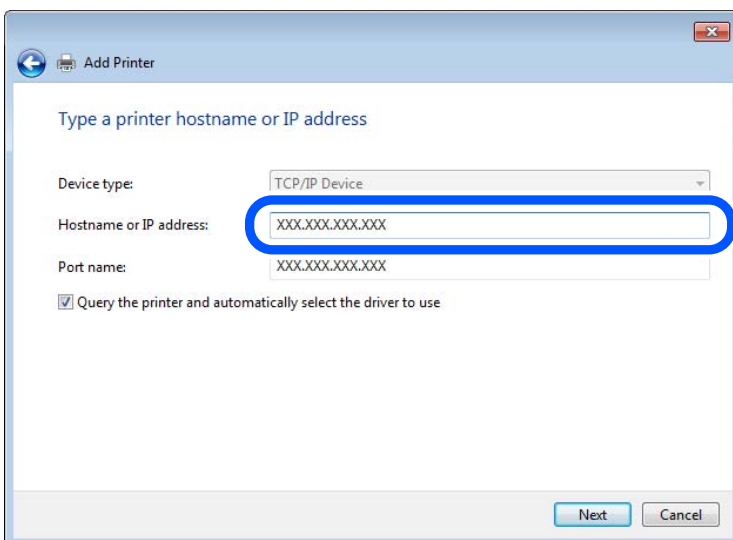 Add Printer
Type a printer hostname or IP address
Device type: TCP/IP Device
Hostname or IP address: XXX.XXX.XXX.XXX
Port name: XXX.XXX.XXX.XXX
Query the printer and automatically select the driver to use
Next Cancel